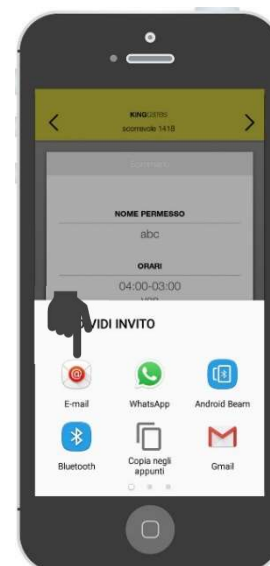 KINGgates
scorrevole 1418
Sommario
NOME PERMESSO
abc
ORARI
04:00-03:00
VIDI INVITO
E-mail
WhatsApp
Android Beam
Bluetooth
Copia negli
appunti
Gmail